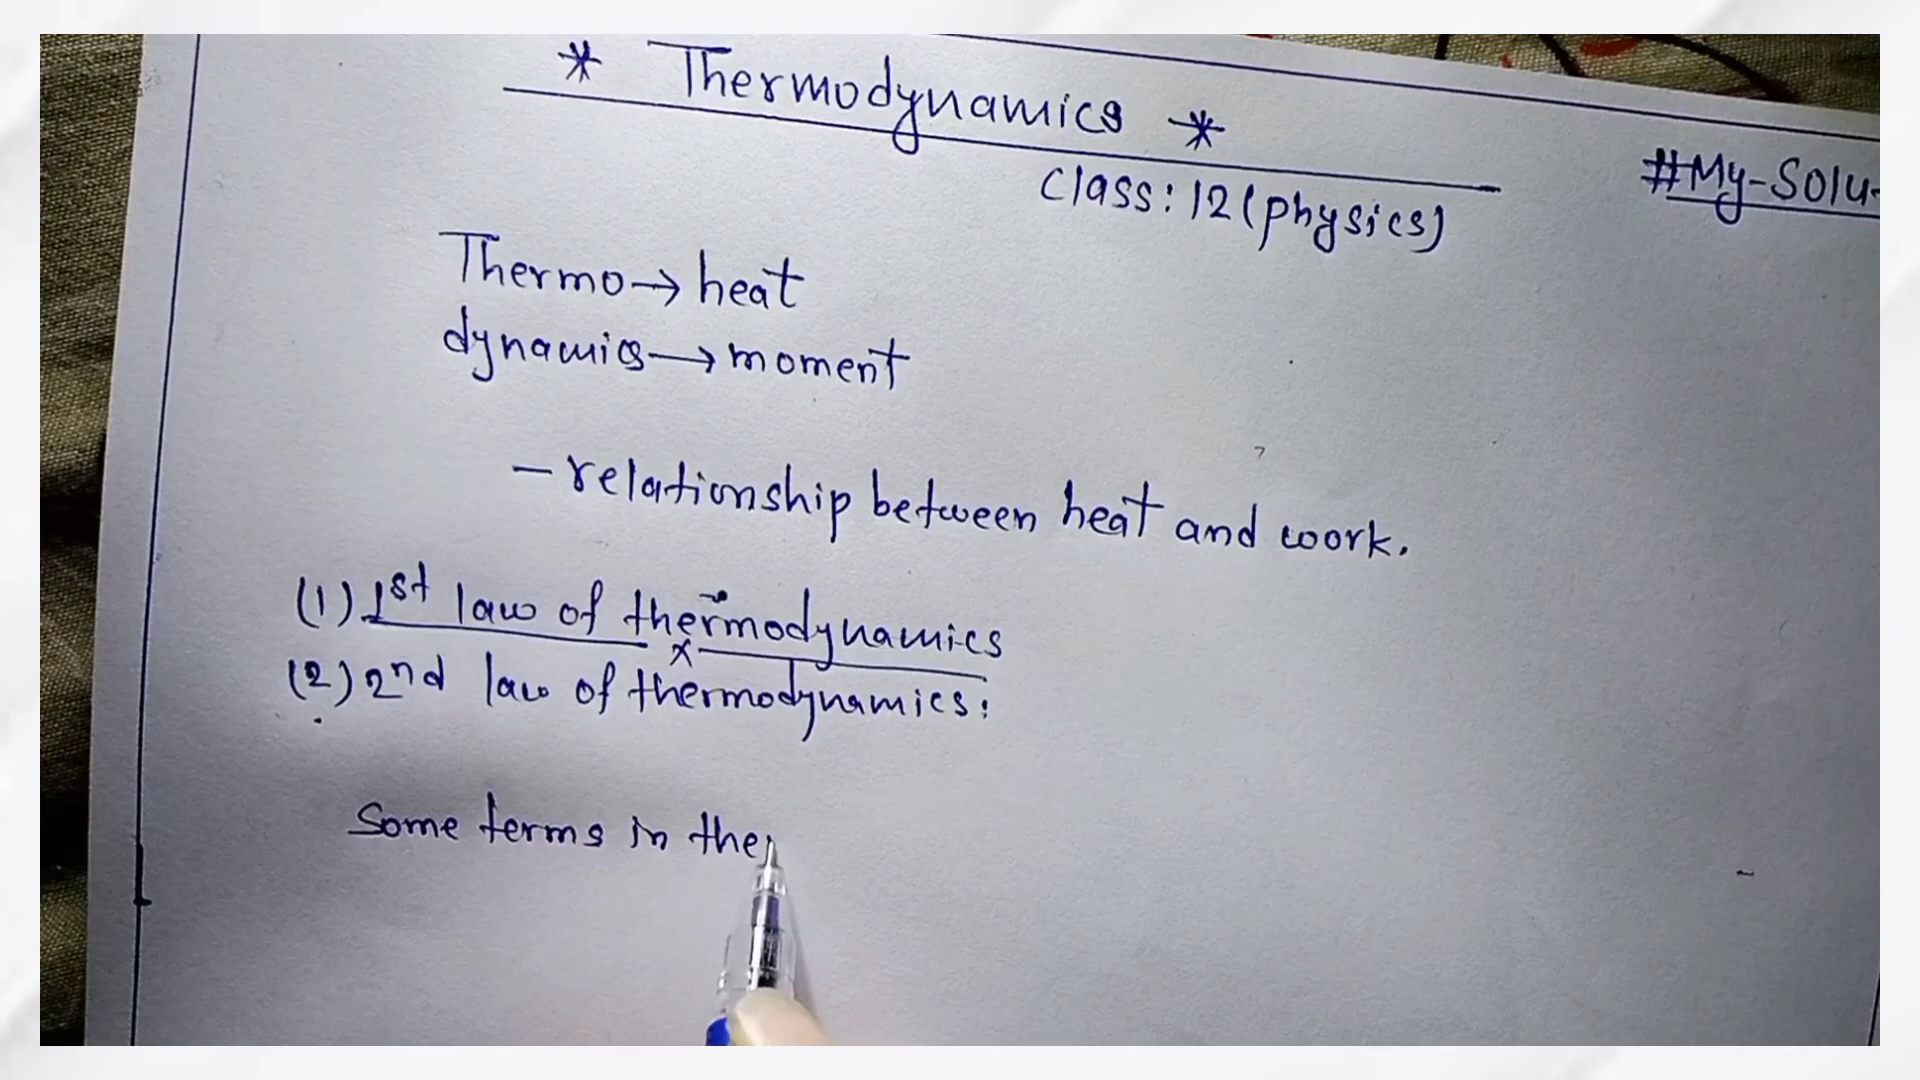 * Thermodynamics *
Class: 12 (physics)
#My-Solu
Thermo → heat
dynamics → moment
- relationship between heat and work.
(1) 1st law of thermodynamics
(2) 2nd law of thermodynamics:
Some terms in the